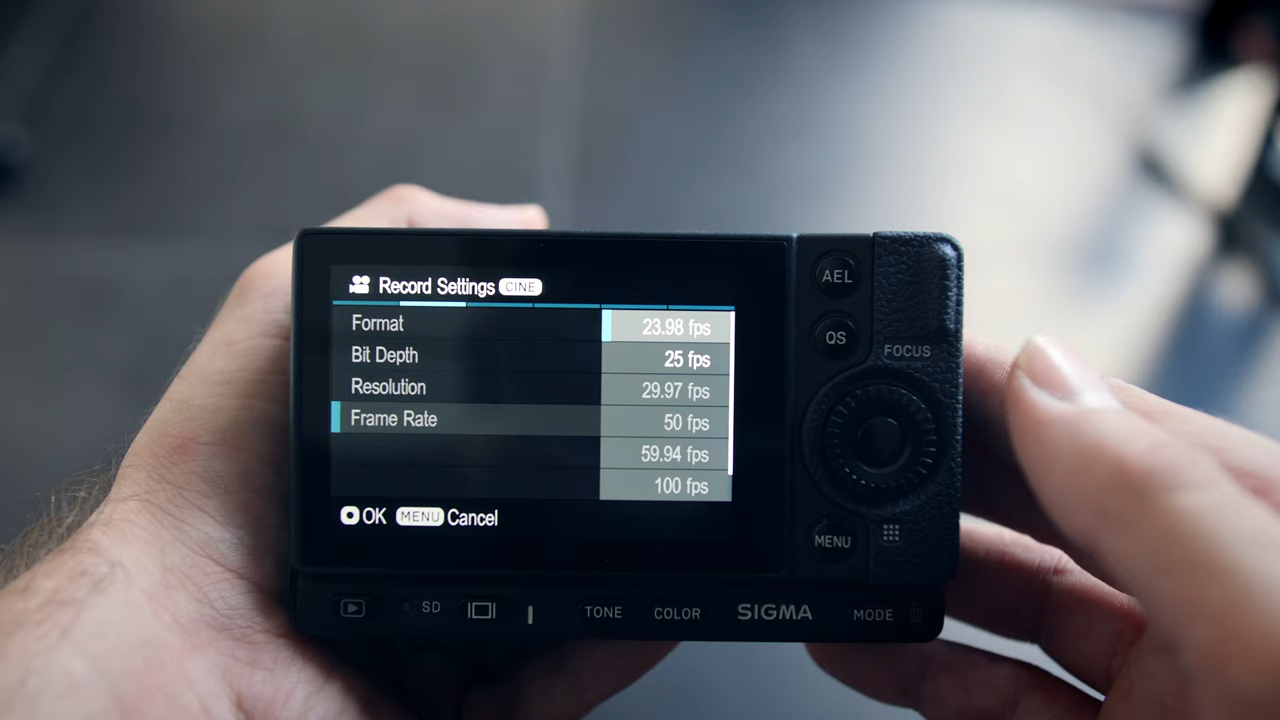 Record Settings CINE
Format
23.98 fps
Bit Depth
25 fps
Resolution
29.97 fps
Frame Rate
50 fps
59.94 fps
100 fps
OK MENU Cancel
AEL
QS
FOCUS
MENU
SD
TONE
COLOR
SIGMA
MODE